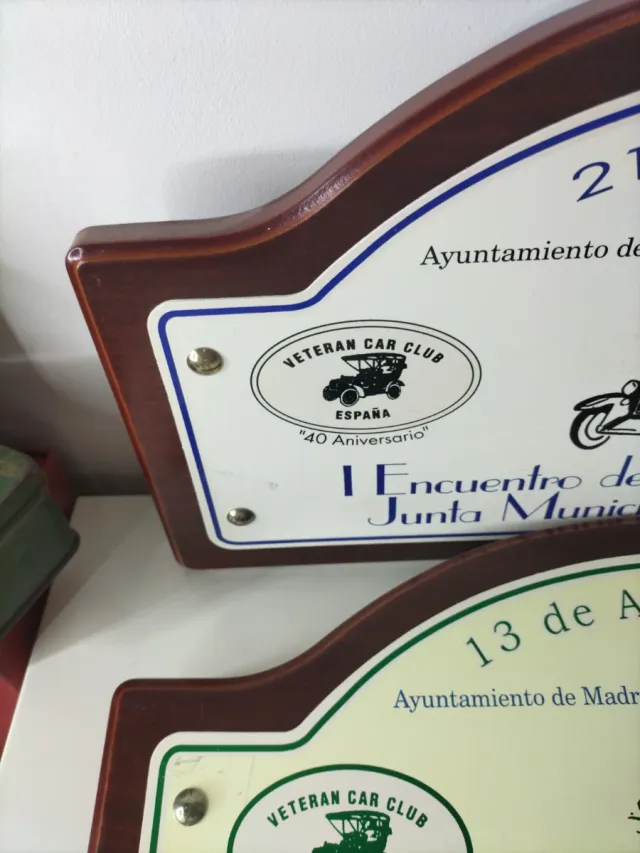 21
Ayuntamiento de
VETERAN CAR CLUB
ESPAÑA
"40 Aniversario"
I Encuentro de
Junta Munici
13 de A
Ayuntamiento de Madr
VETERAN CAR CLUB